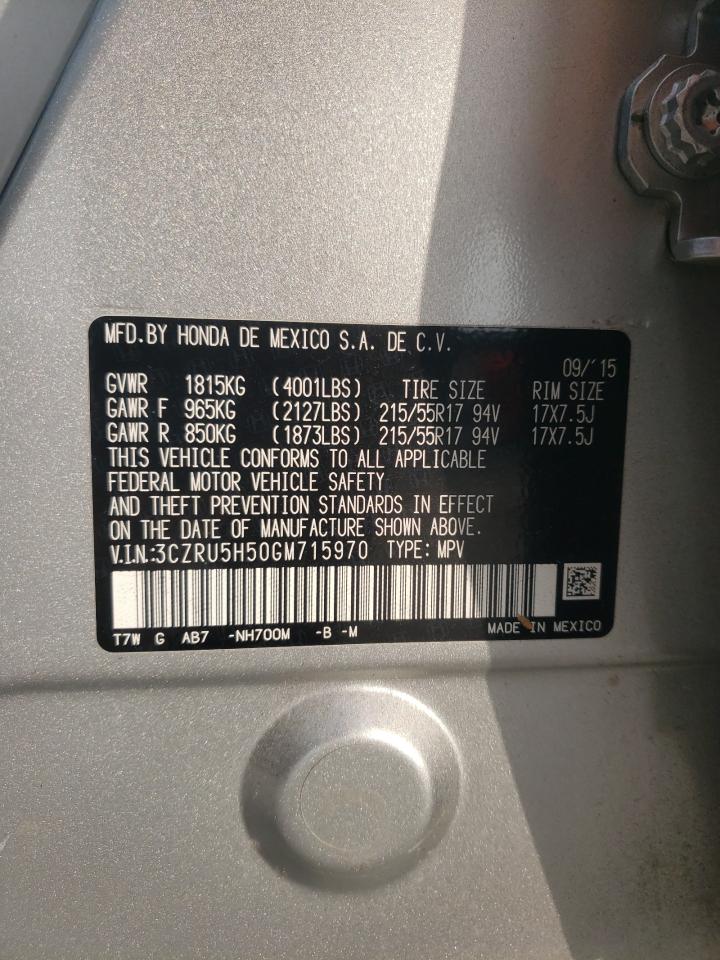 MFD.BY HONDA DE MEXICO S.A. DE C.V.
09/'15
GVWR 1815KG (4001LBS) TIRE SIZE RIM SIZE
GAWR F 965KG (2127LBS) 215/55R17 94V 17X7.5J
GAWR R 850KG (1873LBS) 215/55R17 94V 17X7.5J
THIS VEHICLE CONFORMS TO ALL APPLICABLE
FEDERAL MOTOR VEHICLE SAFETY
AND THEFT PREVENTION STANDARDS IN EFFECT
ON THE DATE OF MANUFACTURE SHOWN ABOVE.
V.I.N.:3CZRU5H50GM715970 TYPE: MPV
T7W G AB7 -NH700M -B -M MADE IN MEXICO